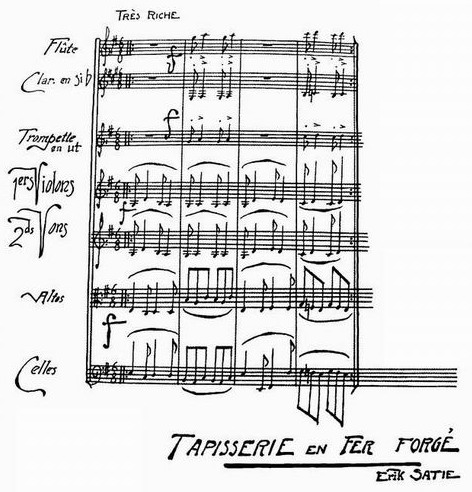 TRÈS RICHE
Flûte
Clar. en si b
Trompette
en ut
1ers Violons
2ds Vons
Altos
Celles
TAPISSERIE EN FER FORGÉ
ERIK SATIE